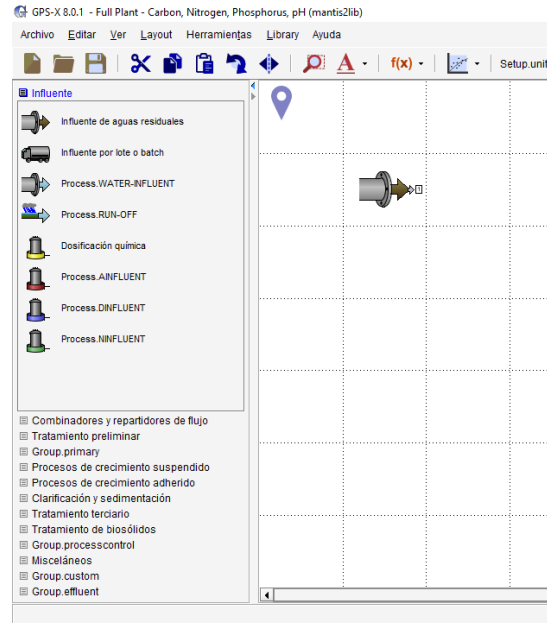 GPS-X 8.0.1 - Full Plant - Carbon, Nitrogen, Phosphorus, pH (mantis2lib)
Archivo Editar Ver Layout Herramientas Library Ayuda
A f(x) Setup.unit
Influente
Influente de aguas residuales
Influente por lote o batch
Process.WATER-INFLUENT
Process.RUN-OFF
Dosificación química
Process.AINFLUENT
Process.DINFLUENT
Process.NINFLUENT
1
Combinadores y repartidores de flujo
Tratamiento preliminar
Group.primary
Procesos de crecimiento suspendido
Procesos de crecimiento adherido
Clarificación y sedimentación
Tratamiento terciario
Tratamiento de biosólidos
Group.processcontrol
Misceláneos
Group.custom
Group.effluent